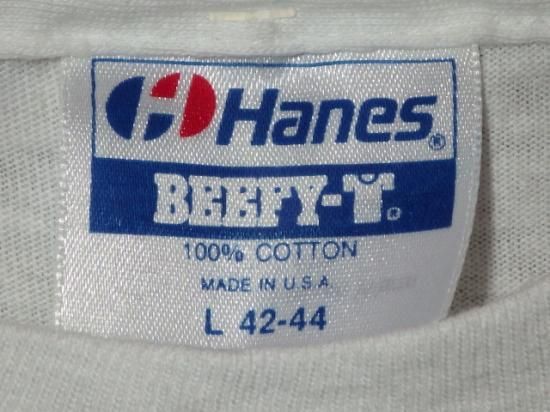 Hanes®
BEEFY-T®
100% COTTON
MADE IN U.S.A.
L 42-44